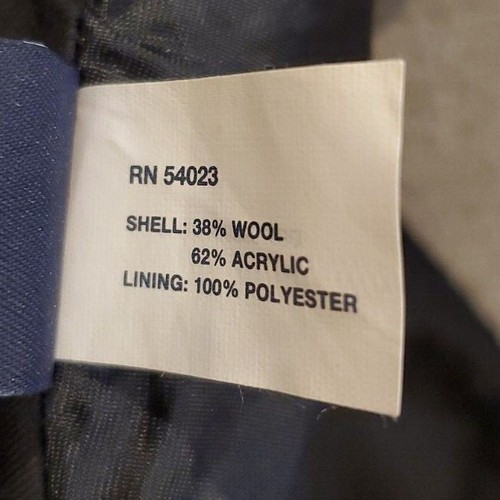 RN 54023
SHELL: 38% WOOL
62% ACRYLIC
LINING: 100% POLYESTER